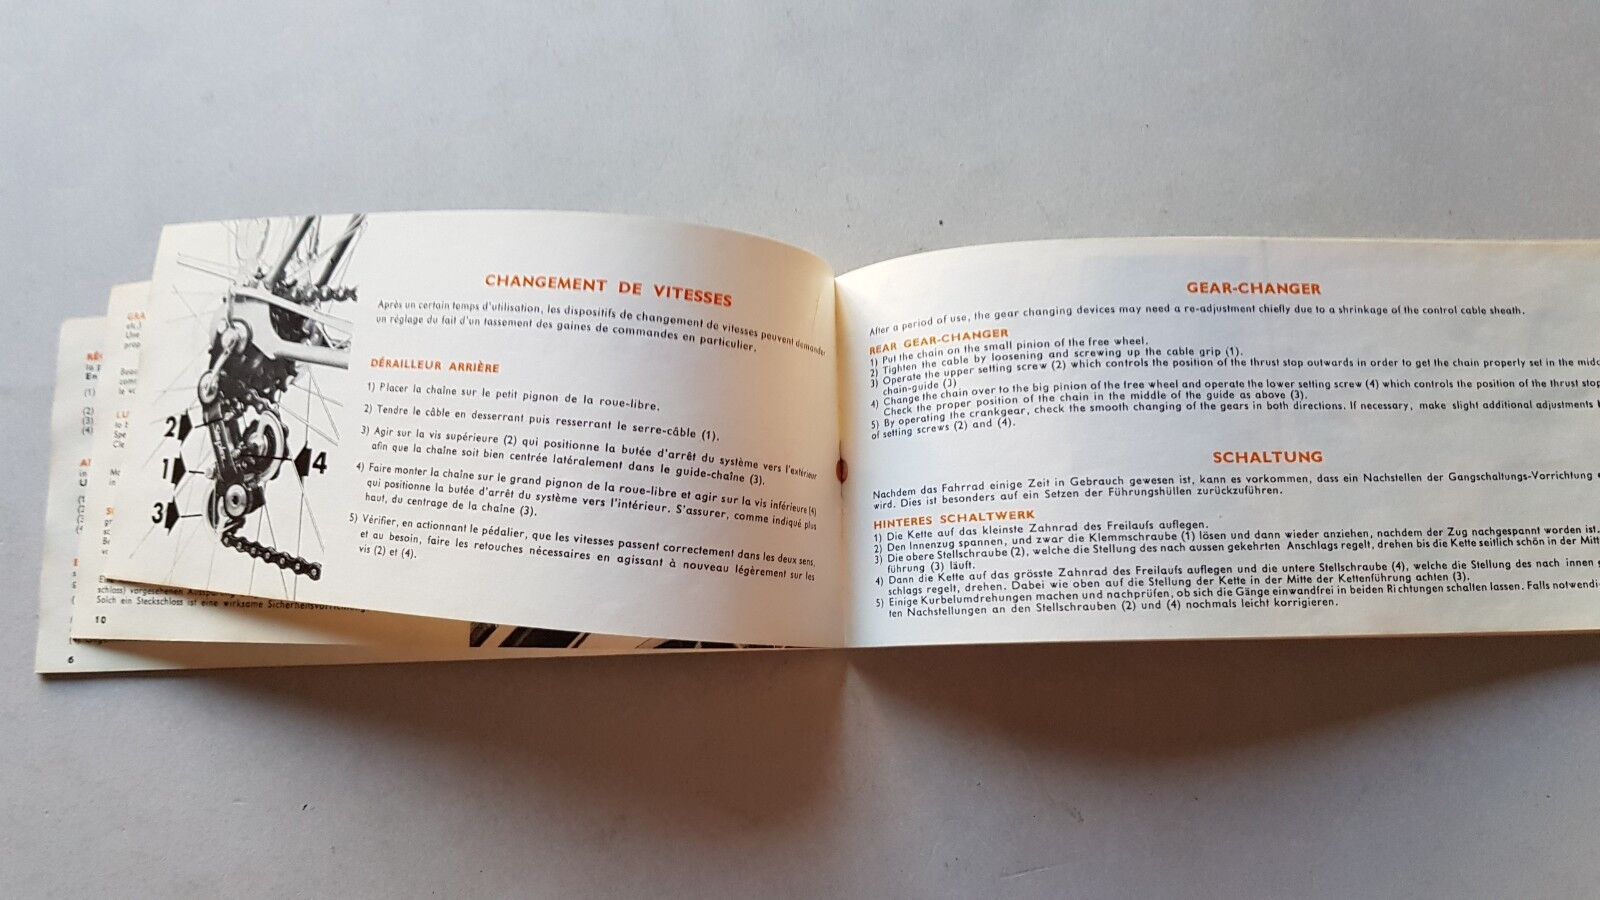 CHANGEMENT DE VITESSES
Après un certain temps d'utilisation, les dispositifs de changement de vitesses peuvent demander
un réglage du fait d'un tassement des gaines de commandes en particulier.
DÉRAILLEUR ARRIÈRE
1) Placer la chaîne sur le petit pignon de la roue-libre.
2) Tendre le câble en desserrant puis resserrant le serre-câble (1).
3) Agir sur la vis supérieure (2) qui positionne la butée d'arrêt du système vers l'extérieur
afin que la chaîne soit bien centrée latéralement dans le guide-chaîne (3).
4) Faire monter la chaîne sur le grand pignon de la roue-libre et agir sur la vis inférieure (4)
qui positionne la butée d'arrêt du système vers l'intérieur. S'assurer, comme indiqué plus
haut, du centrage de la chaîne (3).
5) Vérifier, en actionnant le pédalier, que les vitesses passent correctement dans les deux sens,
et au besoin, faire les retouches nécessaires en agissant à nouveau légèrement sur les
vis (2) et (4).
2
1
4
3
GEAR-CHANGER
After a period of use, the gear changing devices may need a re-adjustment chiefly due to a shrinkage of the control cable sheath.
REAR GEAR-CHANGER
1) Put the chain on the small pinion of the free wheel.
2) Tighten the cable by loosening and screwing up the cable grip (1).
3) Operate the upper setting screw (2) which controls the position of the thrust stop outwards in order to get the chain properly set in the
chain-guide (3)
4) Change the chain over to the big pinion of the free wheel and operate the lower setting screw (4) which controls the position of the thrust stop
Check the proper position of the chain in the middle of the guide as above (3).
5) By operating the crankgear, check the smooth changing of the gears in both directions. If necessary, make slight additional adjustments
of setting screws (2) and (4).
SCHALTUNG
Nachdem das Fahrrad einige Zeit in Gebrauch gewesen ist, kann es vorkommen, dass ein Nachstellen der Gangschaltungs-Vorrichtung
wird. Dies ist besonders auf ein Setzen der Führungshüllen zurückzuführen.
HINTERES SCHALTWERK
1) Die Kette auf das kleinste Zahnrad des Freilaufs auflegen.
2) Den Innenzug spannen, und zwar die Klemmschraube (1) lösen und dann wieder anziehen, nachdem der Zug nachgespannt worden ist.
3) Die obere Stellschraube (2), welche die Stellung des nach aussen gekehrten Anschlags regelt, drehen bis die Kette seitlich schön in der
führung (3) läuft.
4) Dann die Kette auf das grösste Zahnrad des Freilaufs auflegen und die untere Stellschraube (4), welche die Stellung des nach innen
schlags regelt, drehen. Dabei wie oben auf die Stellung der Kette in der Mitte der Kettenführung achten (3).
5) Einige Kurbelumdrehungen machen und nachprüfen, ob sich die Gänge einwandfrei in beiden Richtungen schalten lassen. Falls
ten Nachstellungen an den Stellschrauben (2) und (4) nochmals leicht korrigieren.
schloss) vorgesehenen
Solch ein Steckschloss ist eine wirksame
10
6